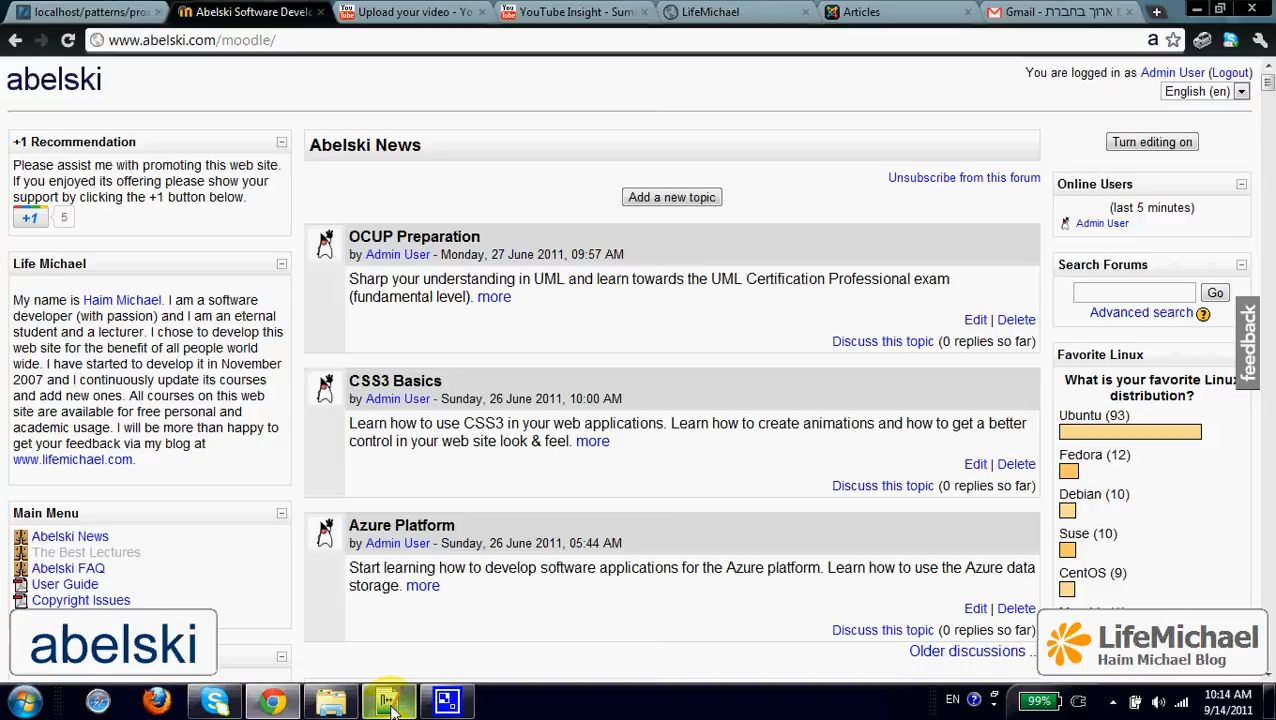 localhost/patterns/prox
Abelski Software Develo
Upload your video - Yo
YouTube Insight - Sum
LifeMichael
Articles
Gmail - ארוך בחברת
www.abelski.com/moodle/
abelski
You are logged in as Admin User (Logout)
English (en)
+1 Recommendation
Please assist me with promoting this web site.
If you enjoyed its offering please show your
support by clicking the +1 button below.
+1 5
Life Michael
My name is Haim Michael. I am a software
developer (with passion) and I am an eternal
student and a lecturer. I chose to develop this
web site for the benefit of all people world
wide. I have started to develop it in November
2007 and I continuously update its courses
and add new ones. All courses on this web
site are available for free personal and
academic usage. I will be more than happy to
get your feedback via my blog at
www.lifemichael.com.
Main Menu
Abelski News
The Best Lectures
Abelski FAQ
User Guide
Copyright Issues
abelski
Abelski News
Unsubscribe from this forum
Add a new topic
OCUP Preparation
by Admin User - Monday, 27 June 2011, 09:57 AM
Sharp your understanding in UML and learn towards the UML Certification Professional exam
(fundamental level). more
Edit | Delete
Discuss this topic (0 replies so far)
CSS3 Basics
by Admin User - Sunday, 26 June 2011, 10:00 AM
Learn how to use CSS3 in your web applications. Learn how to create animations and how to get a better
control in your web site look & feel. more
Edit | Delete
Discuss this topic (0 replies so far)
Azure Platform
by Admin User - Sunday, 26 June 2011, 05:44 AM
Start learning how to develop software applications for the Azure platform. Learn how to use the Azure data
storage. more
Edit | Delete
Discuss this topic (0 replies so far)
Older discussions ...
Turn editing on
Online Users
(last 5 minutes)
Admin User
Search Forums
Go
Advanced search
feedback
Favorite Linux
What is your favorite Linux
distribution?
Ubuntu (93)
Fedora (12)
Debian (10)
Suse (10)
CentOS (9)
LifeMichael
Haim Michael Blog
EN
99%
10:14 AM
9/14/2011